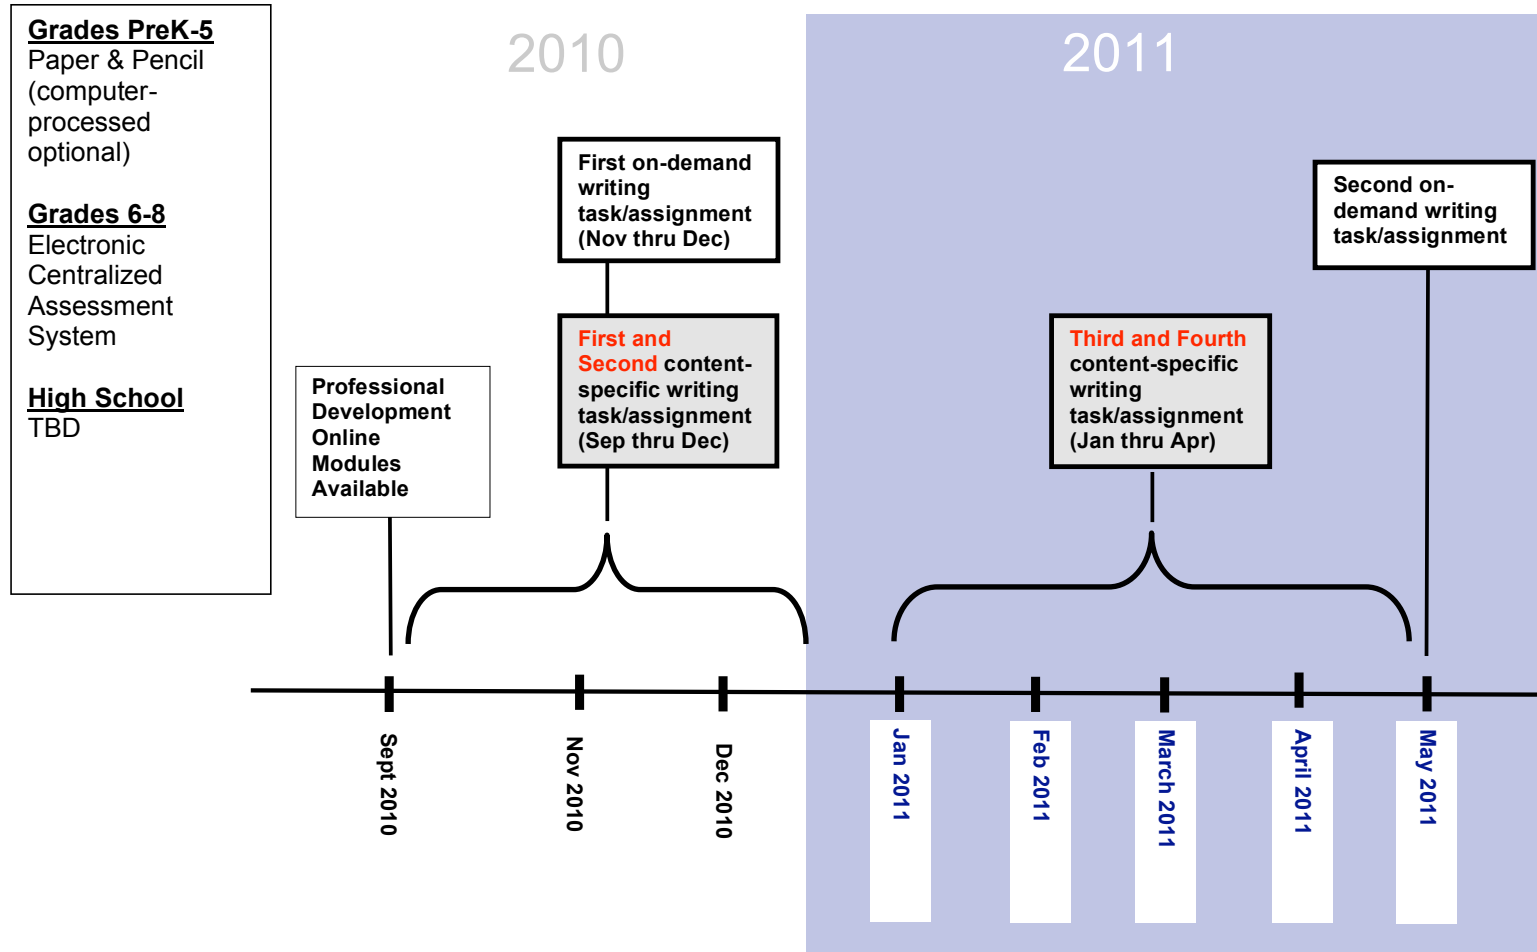 Grades PreK-5
Paper & Pencil
(computer-
processed
optional)
Grades 6-8
Electronic
Centralized
Assessment
System
High School
TBD
2010
2011
First on-demand
writing
task/assignment
(Nov thru Dec)
Second on-
demand writing
task/assignment
First and
Second content-
specific writing
task/assignment
(Sep thru Dec)
Third and Fourth
content-specific
writing
task/assignment
(Jan thru Apr)
Professional
Development
Online
Modules
Available
Sept 2010
Nov 2010
Dec 2010
Jan 2011
Feb 2011
March 2011
April 2011
May 2011